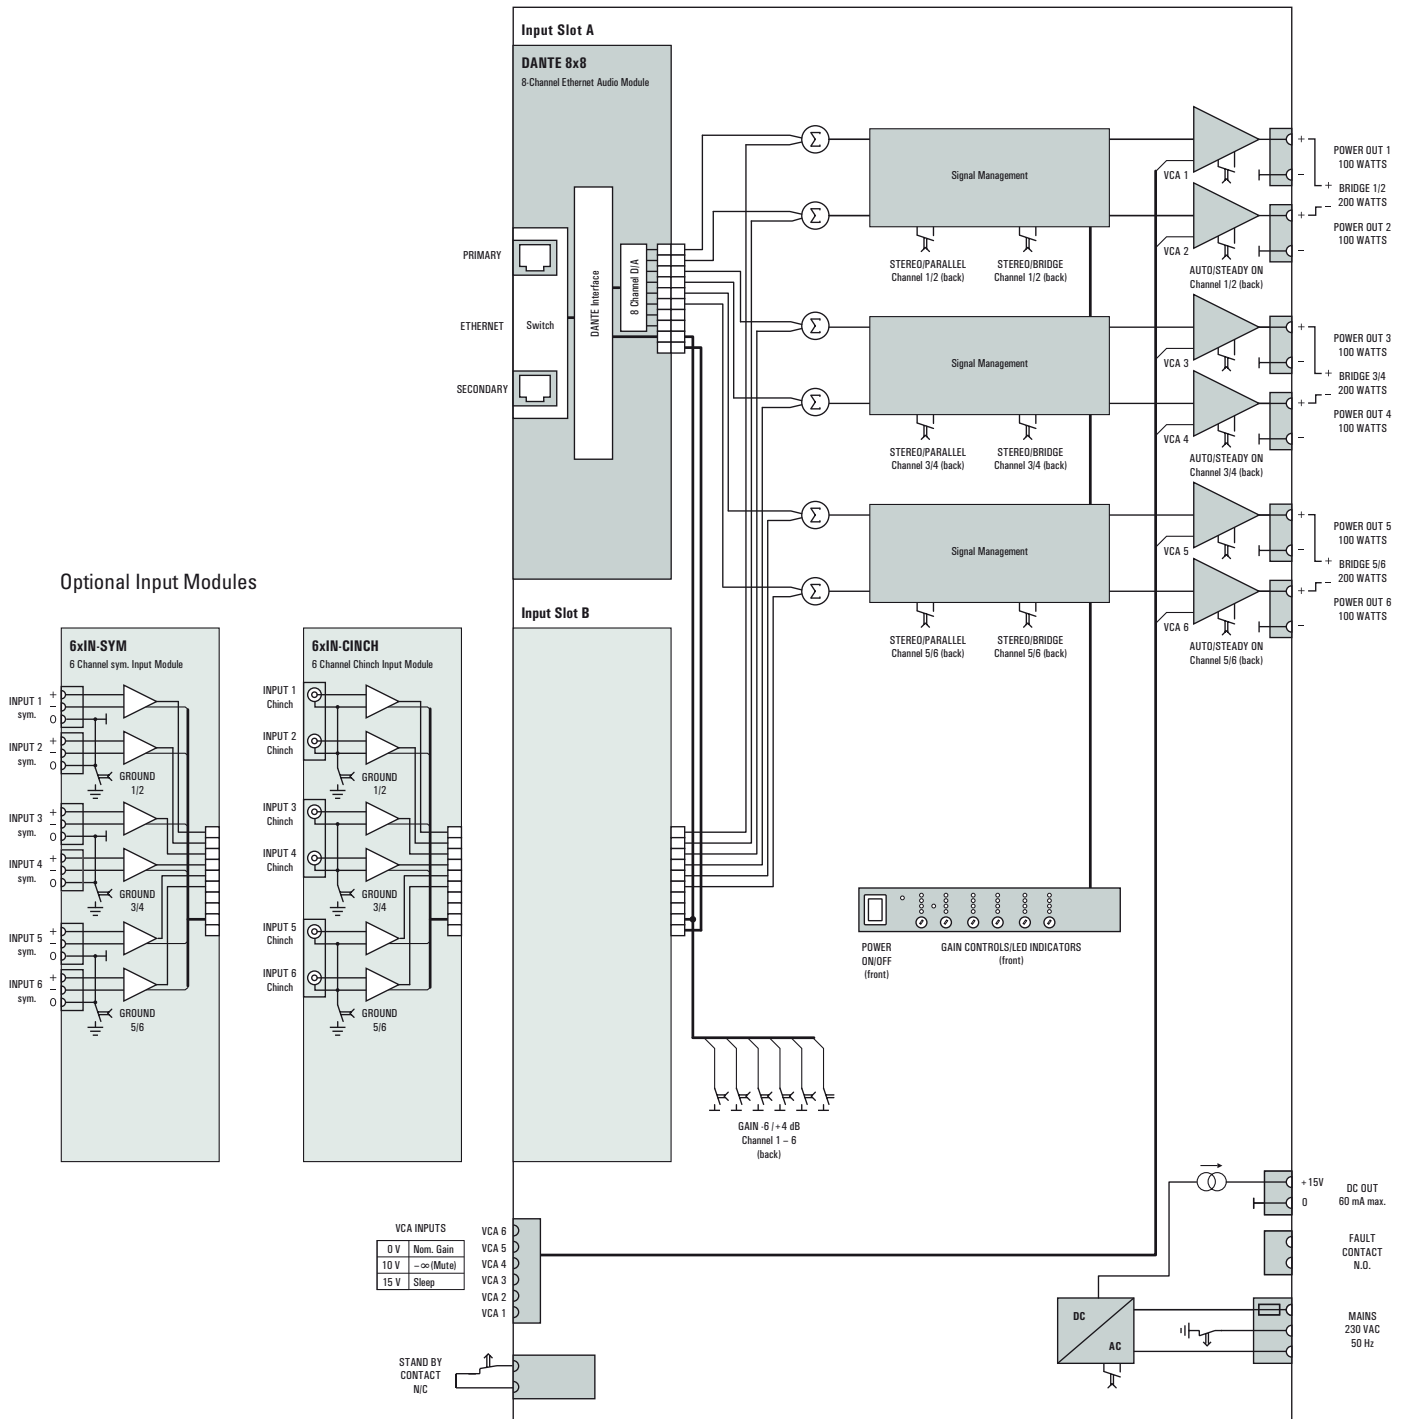 Input Slot A
DANTE 8x8
8-Channel Ethernet Audio Module
PRIMARY
ETHERNET
SECONDARY
Switch
DANTE Interface
8 Channel D/A
Σ
Σ
Σ
Σ
Σ
Σ
Signal Management
STEREO/PARALLEL
Channel 1/2 (back)
STEREO/BRIDGE
Channel 1/2 (back)
Signal Management
STEREO/PARALLEL
Channel 3/4 (back)
STEREO/BRIDGE
Channel 3/4 (back)
Signal Management
STEREO/PARALLEL
Channel 5/6 (back)
STEREO/BRIDGE
Channel 5/6 (back)
VCA 1
VCA 2
AUTO/STEADY ON
Channel 1/2 (back)
VCA 3
VCA 4
AUTO/STEADY ON
Channel 3/4 (back)
VCA 5
VCA 6
AUTO/STEADY ON
Channel 5/6 (back)
+
−
POWER OUT 1
100 WATTS
+ BRIDGE 1/2
− 200 WATTS
+
−
POWER OUT 2
100 WATTS
+
−
POWER OUT 3
100 WATTS
+ BRIDGE 3/4
− 200 WATTS
+
−
POWER OUT 4
100 WATTS
+
−
POWER OUT 5
100 WATTS
+ BRIDGE 5/6
− 200 WATTS
+
−
POWER OUT 6
100 WATTS
Optional Input Modules
6xIN-SYM
6 Channel sym. Input Module
INPUT 1
sym.
+
−
0
INPUT 2
sym.
+
−
0
GROUND
1/2
INPUT 3
sym.
+
−
0
INPUT 4
sym.
+
−
0
GROUND
3/4
INPUT 5
sym.
+
−
0
INPUT 6
sym.
+
−
0
GROUND
5/6
6xIN-CINCH
6 Channel Chinch Input Module
INPUT 1
Chinch
INPUT 2
Chinch
GROUND
1/2
INPUT 3
Chinch
INPUT 4
Chinch
GROUND
3/4
INPUT 5
Chinch
INPUT 6
Chinch
GROUND
5/6
Input Slot B
POWER
ON/OFF
(front)
GAIN CONTROLS/LED INDICATORS
(front)
GAIN -6 /+4 dB
Channel 1 – 6
(back)
VCA INPUTS
0 V Nom. Gain
10 V −∞ (Mute)
15 V Sleep
VCA 6
VCA 5
VCA 4
VCA 3
VCA 2
VCA 1
STAND BY
CONTACT
N/C
+15V
0
DC OUT
60 mA max.
FAULT
CONTACT
N.O.
DC
AC
MAINS
230 VAC
50 Hz